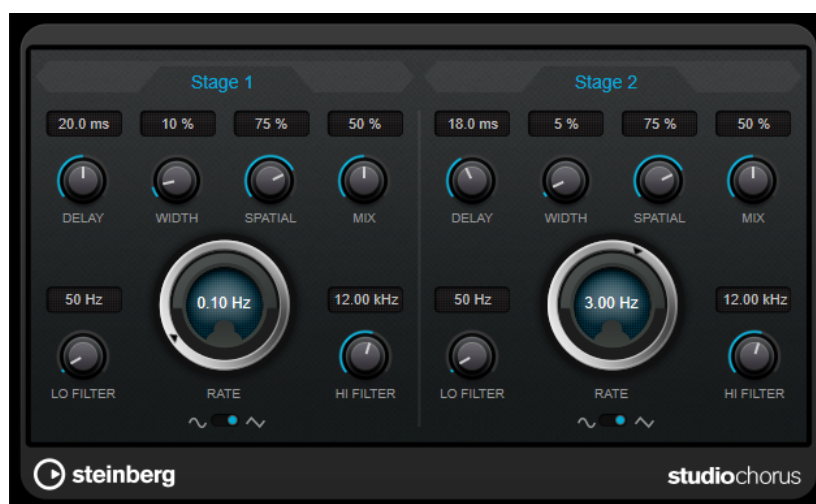 Stage 1 Stage 2
20.0 ms 10 % 75 % 50 % 18.0 ms 5 % 75 % 50 %
DELAY WIDTH SPATIAL MIX DELAY WIDTH SPATIAL MIX
50 Hz 0.10 Hz 12.00 kHz 50 Hz 3.00 Hz 12.00 kHz
LO FILTER RATE HI FILTER LO FILTER RATE HI FILTER
steinberg studiochorus